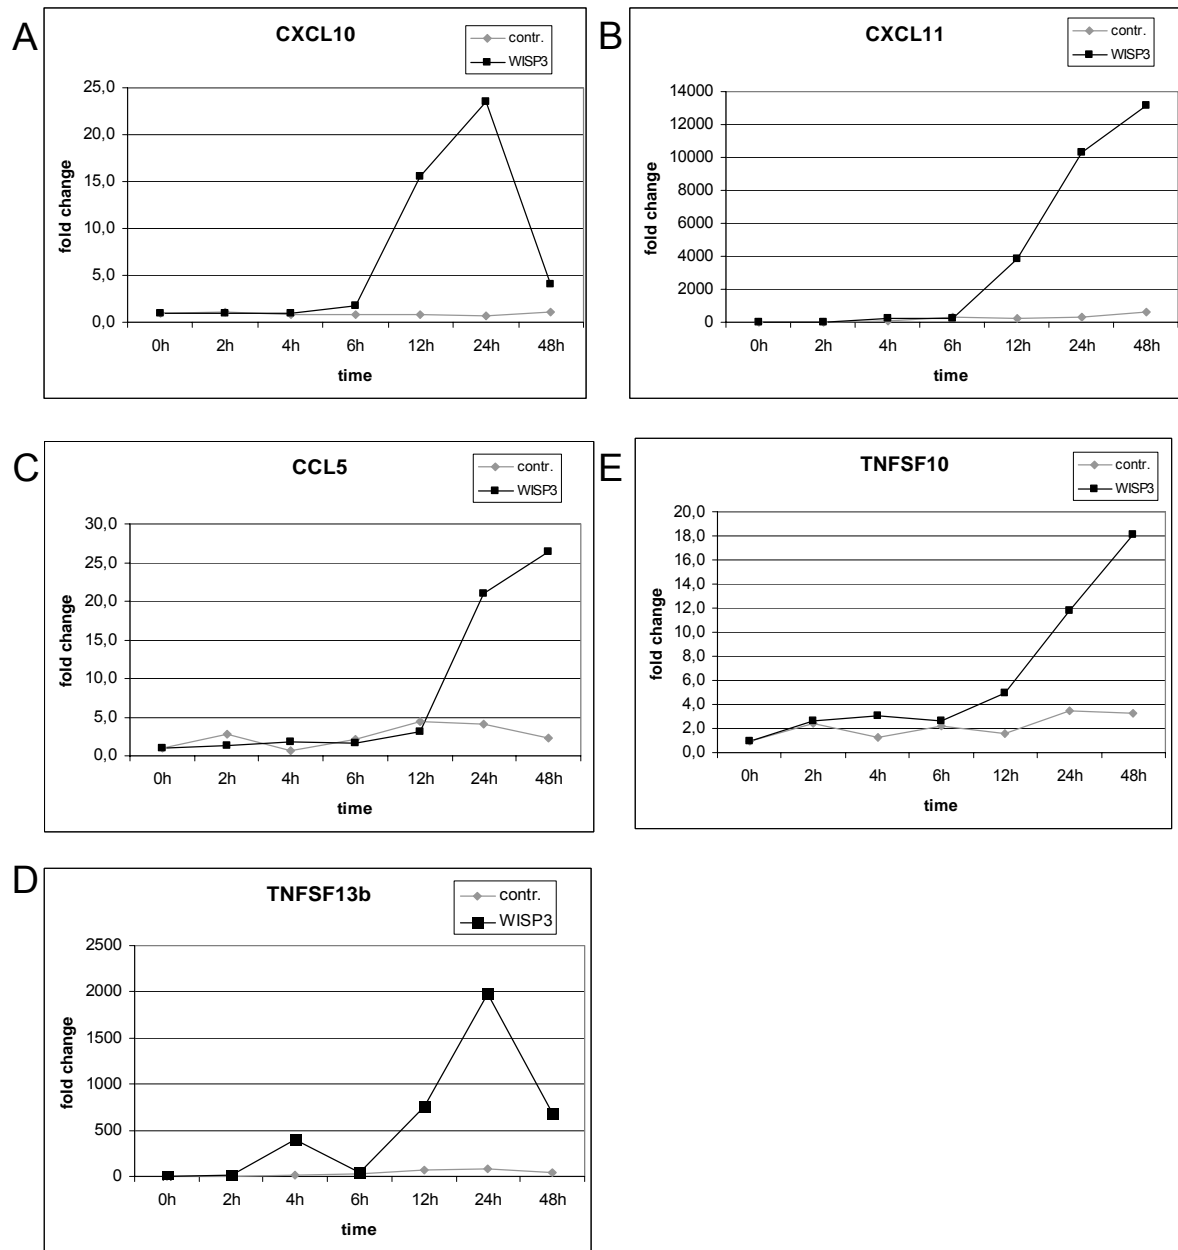 A
CXCL10
contr.
WISP3
25,0
20,0
15,0
10,0
5,0
0,0
fold change
0h 2h 4h 6h 12h 24h 48h
time
B
CXCL11
contr.
WISP3
14000
12000
10000
8000
6000
4000
2000
0
fold change
0h 2h 4h 6h 12h 24h 48h
time
C
CCL5
contr.
WISP3
30,0
25,0
20,0
15,0
10,0
5,0
0,0
fold change
0h 2h 4h 6h 12h 24h 48h
time
E
TNFSF10
contr.
WISP3
20,0
18,0
16,0
14,0
12,0
10,0
8,0
6,0
4,0
2,0
0,0
fold change
0h 2h 4h 6h 12h 24h 48h
time
D
TNFSF13b
contr.
WISP3
2500
2000
1500
1000
500
0
fold change
0h 2h 4h 6h 12h 24h 48h
time